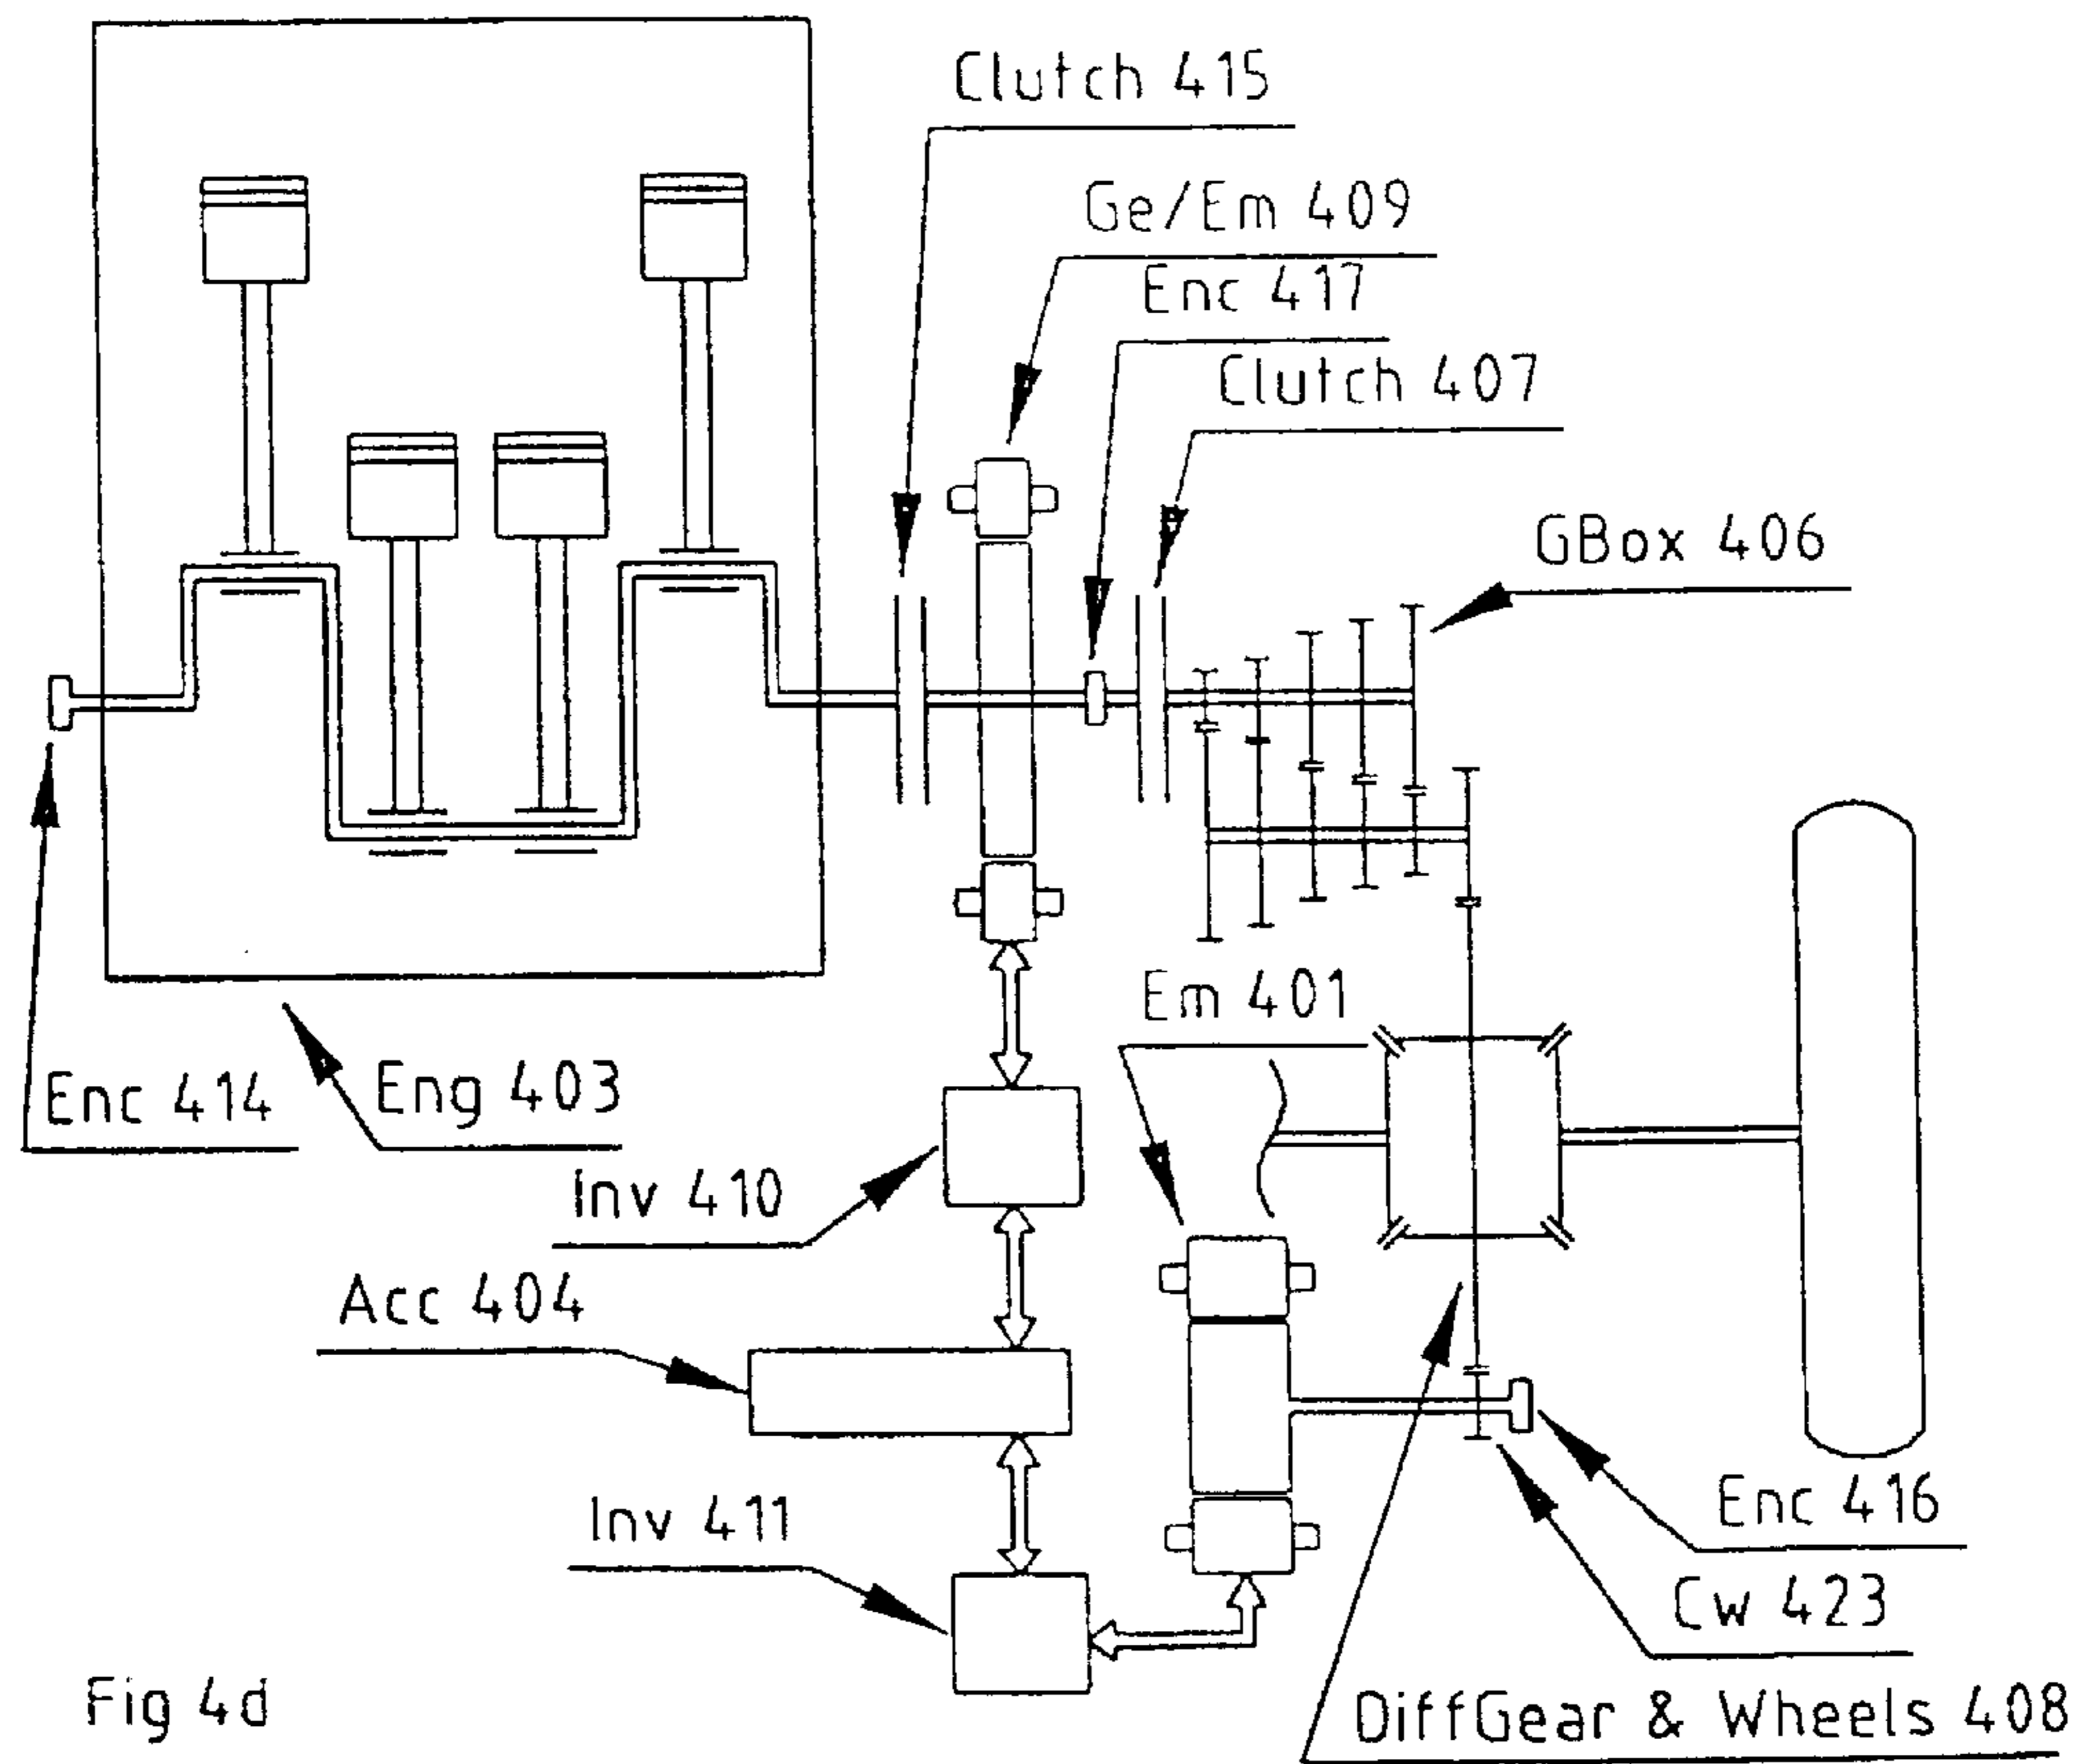 Clutch 415
Ge/Em 409
Enc 417
Clutch 407
GBox 406
Em 401
Enc 414
Eng 403
Inv 410
Acc 404
Inv 411
Enc 416
Cw 423
DiffGear & Wheels 408
Fig 4d